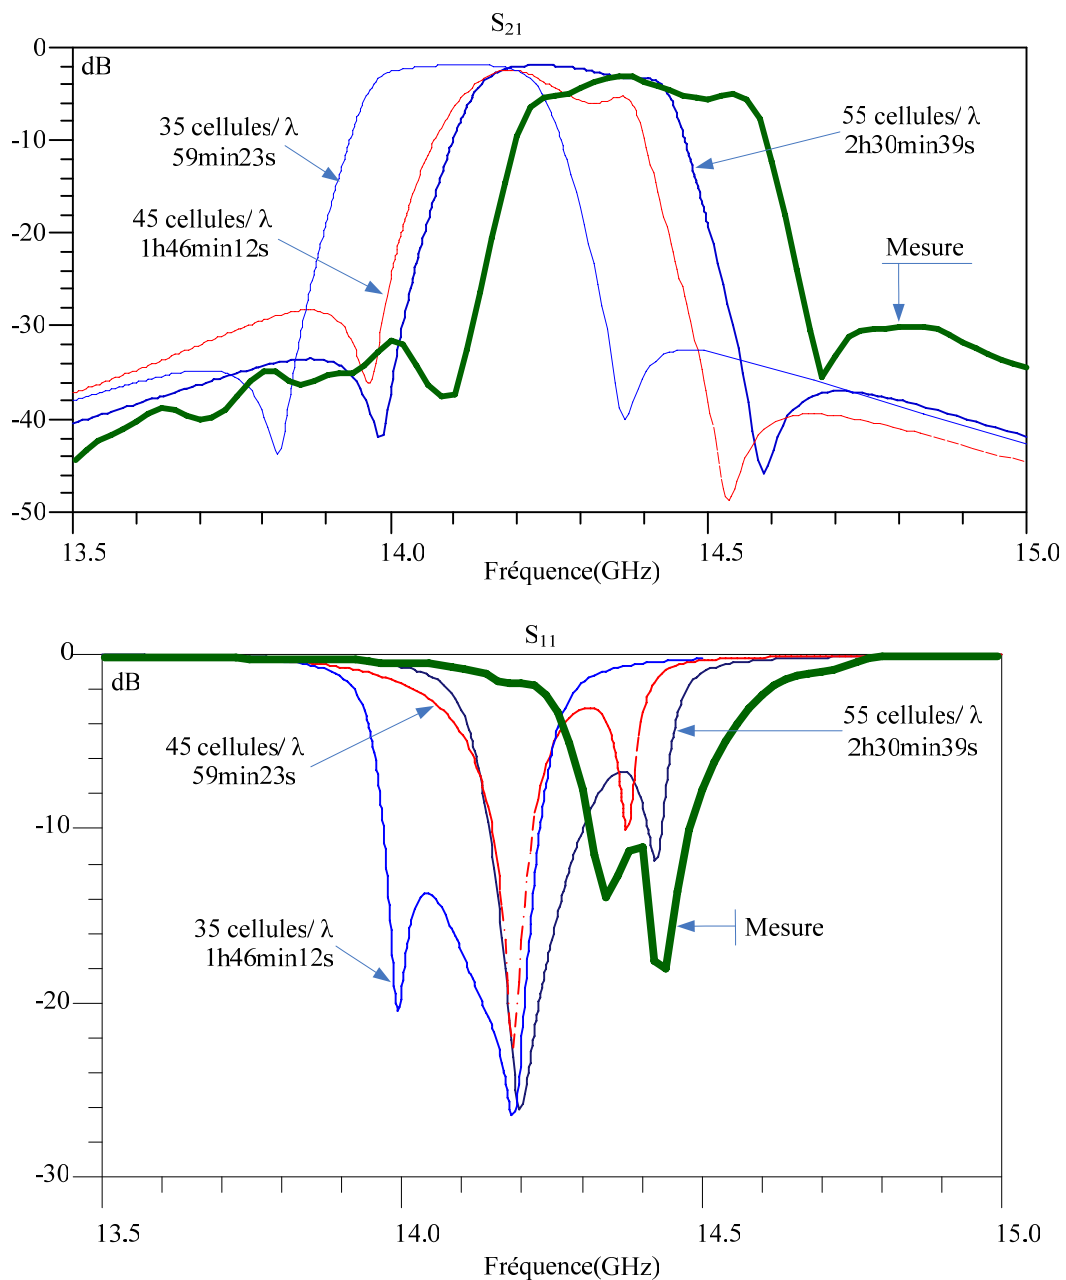 S21
0
dB
35 cellules/ λ
59min23s
55 cellules/ λ
2h30min39s
-10
45 cellules/ λ
1h46min12s
-20
Mesure
-30
-40
-50
13.5
14.0
14.5
15.0
Fréquence(GHz)
S11
0
dB
45 cellules/ λ
59min23s
55 cellules/ λ
2h30min39s
-10
35 cellules/ λ
1h46min12s
Mesure
-20
-30
13.5
14.0
14.5
15.0
Fréquence(GHz)